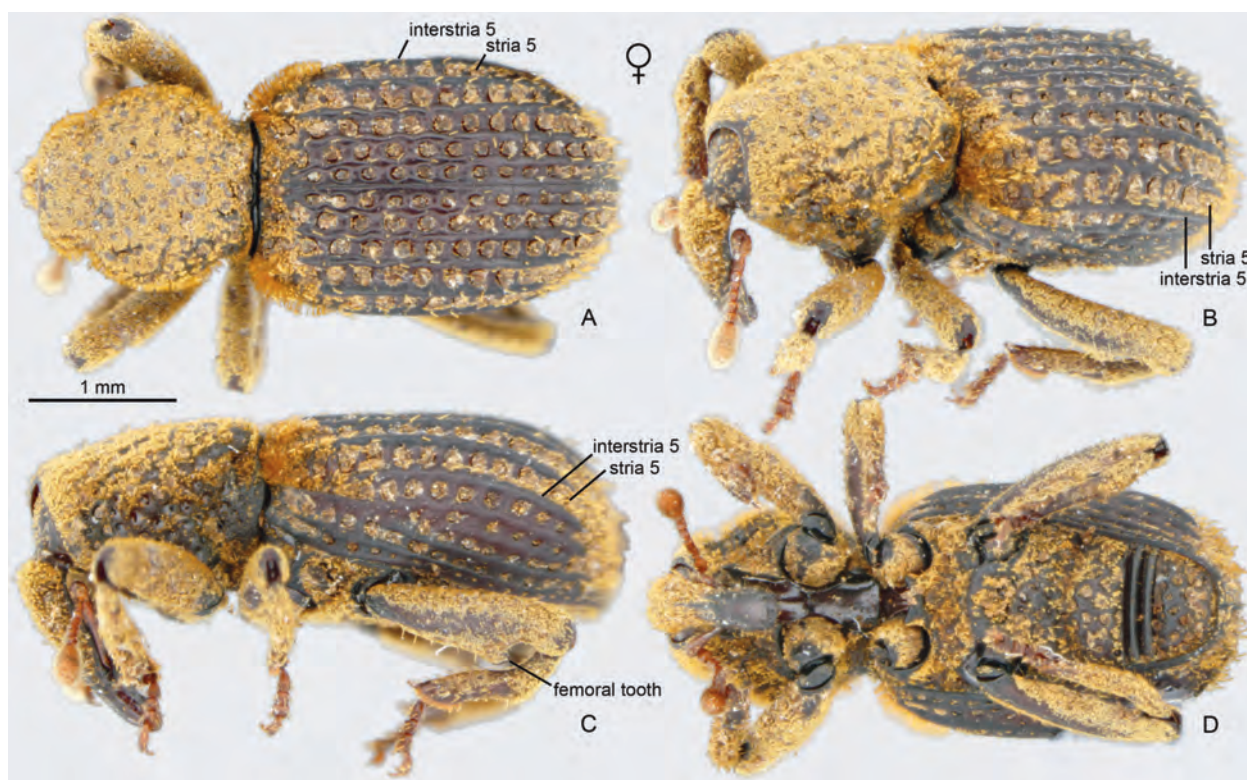 interstria 5
stria 5
♀
A
stria 5
interstria 5
B
1 mm
interstria 5
stria 5
femoral tooth
C
D